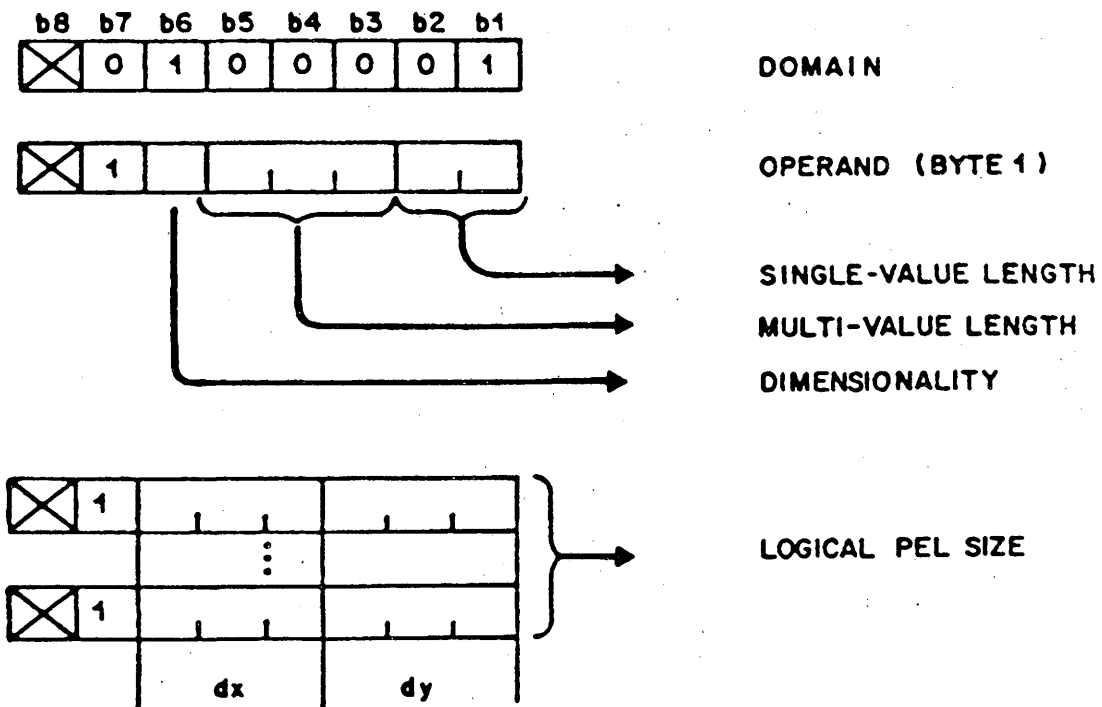 b8 b7 b6 b5 b4 b3 b2 b1
0 1 0 0 0 0 1 DOMAIN
1 OPERAND (BYTE 1)
SINGLE-VALUE LENGTH
MULTI-VALUE LENGTH
DIMENSIONALITY
1
LOGICAL PEL SIZE
1
dx dy